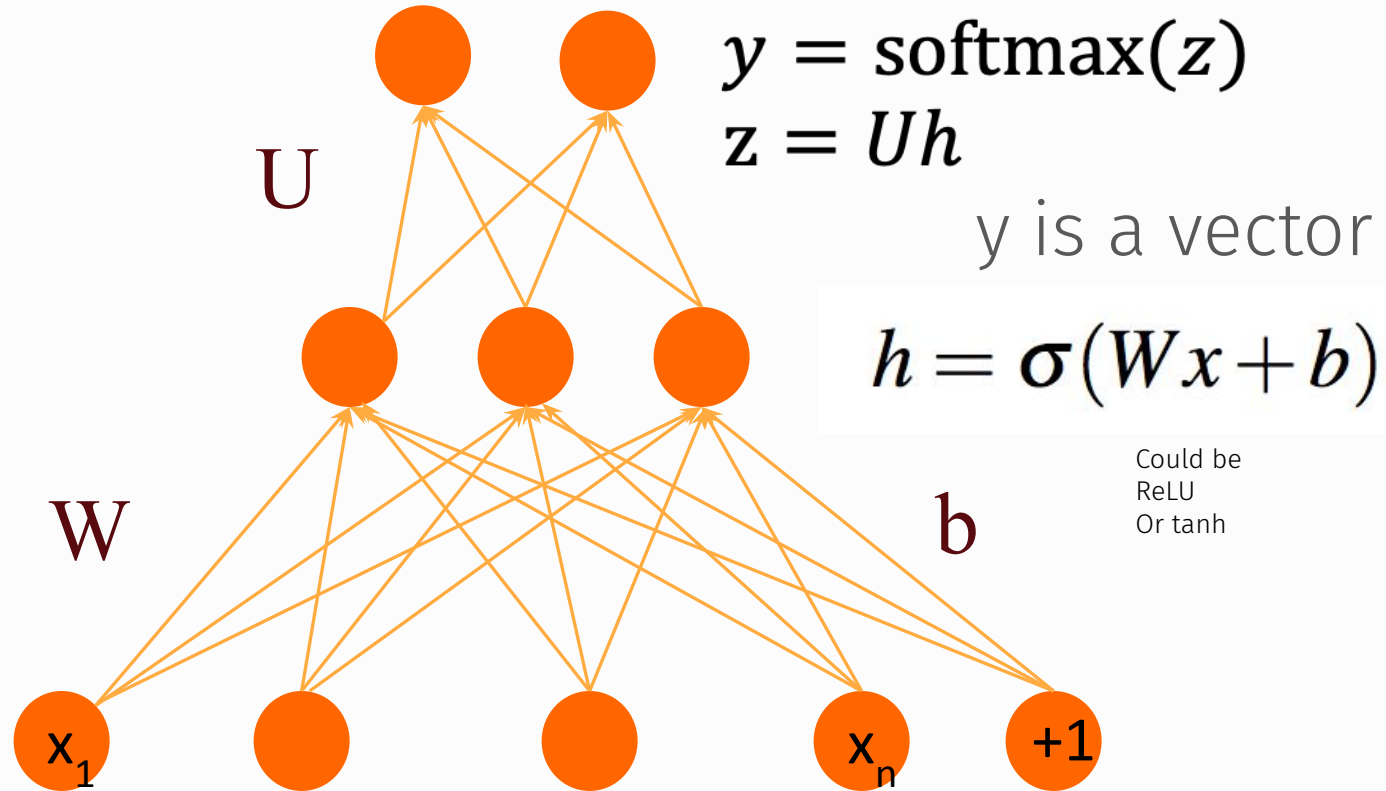 y = softmax(z)
z = Uh
U
y is a vector
h = σ(Wx+b)
Could be
ReLU
Or tanh
W
b
x₁
xₙ
+1